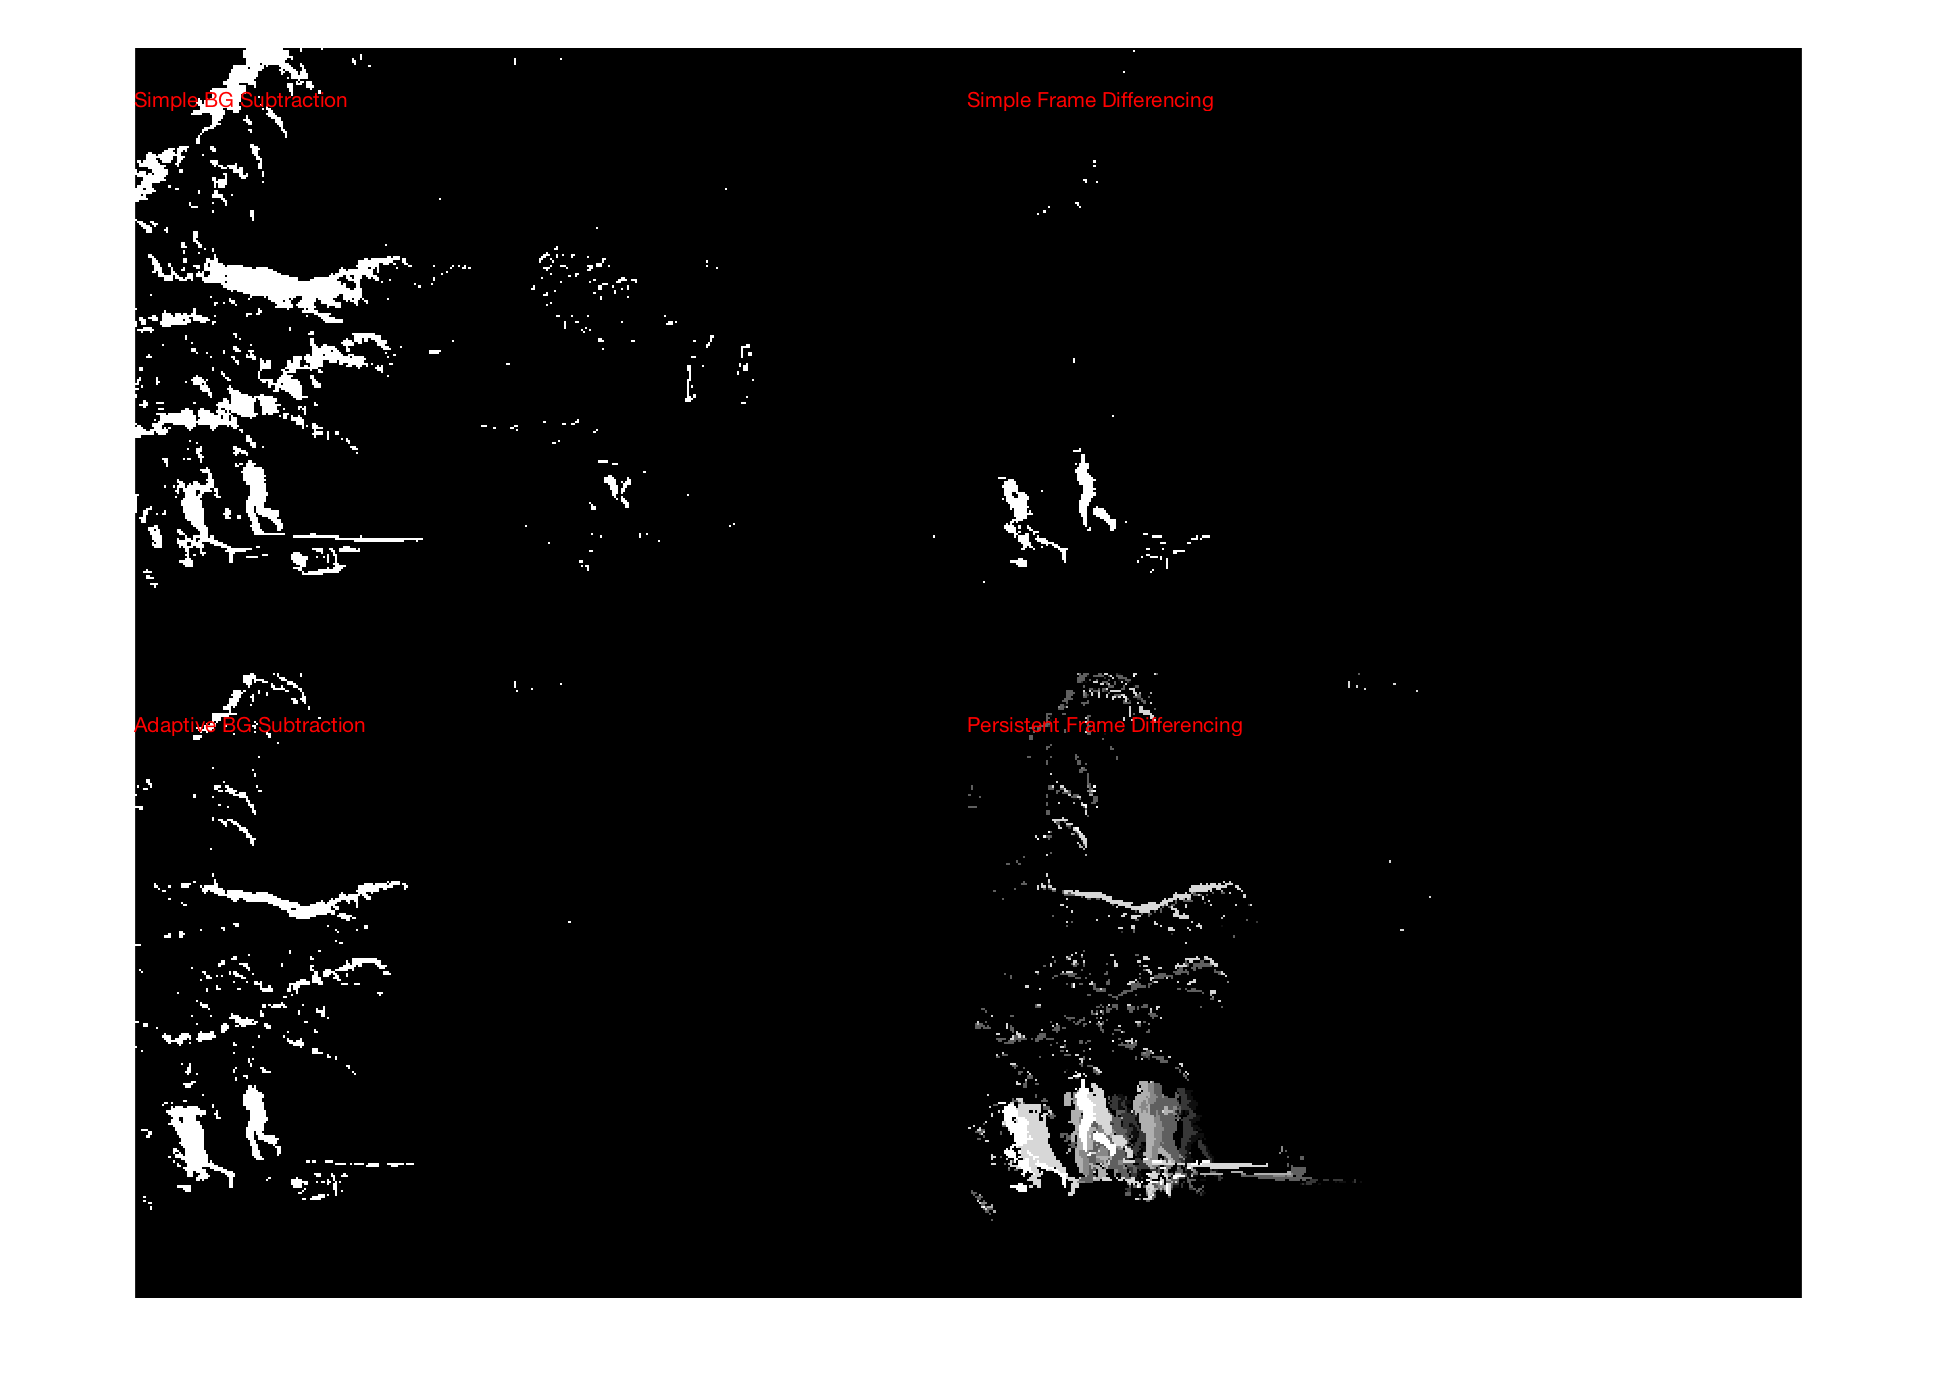 Simple BG Subtraction
Simple Frame Differencing
Adaptive BG Subtraction
Persistent Frame Differencing